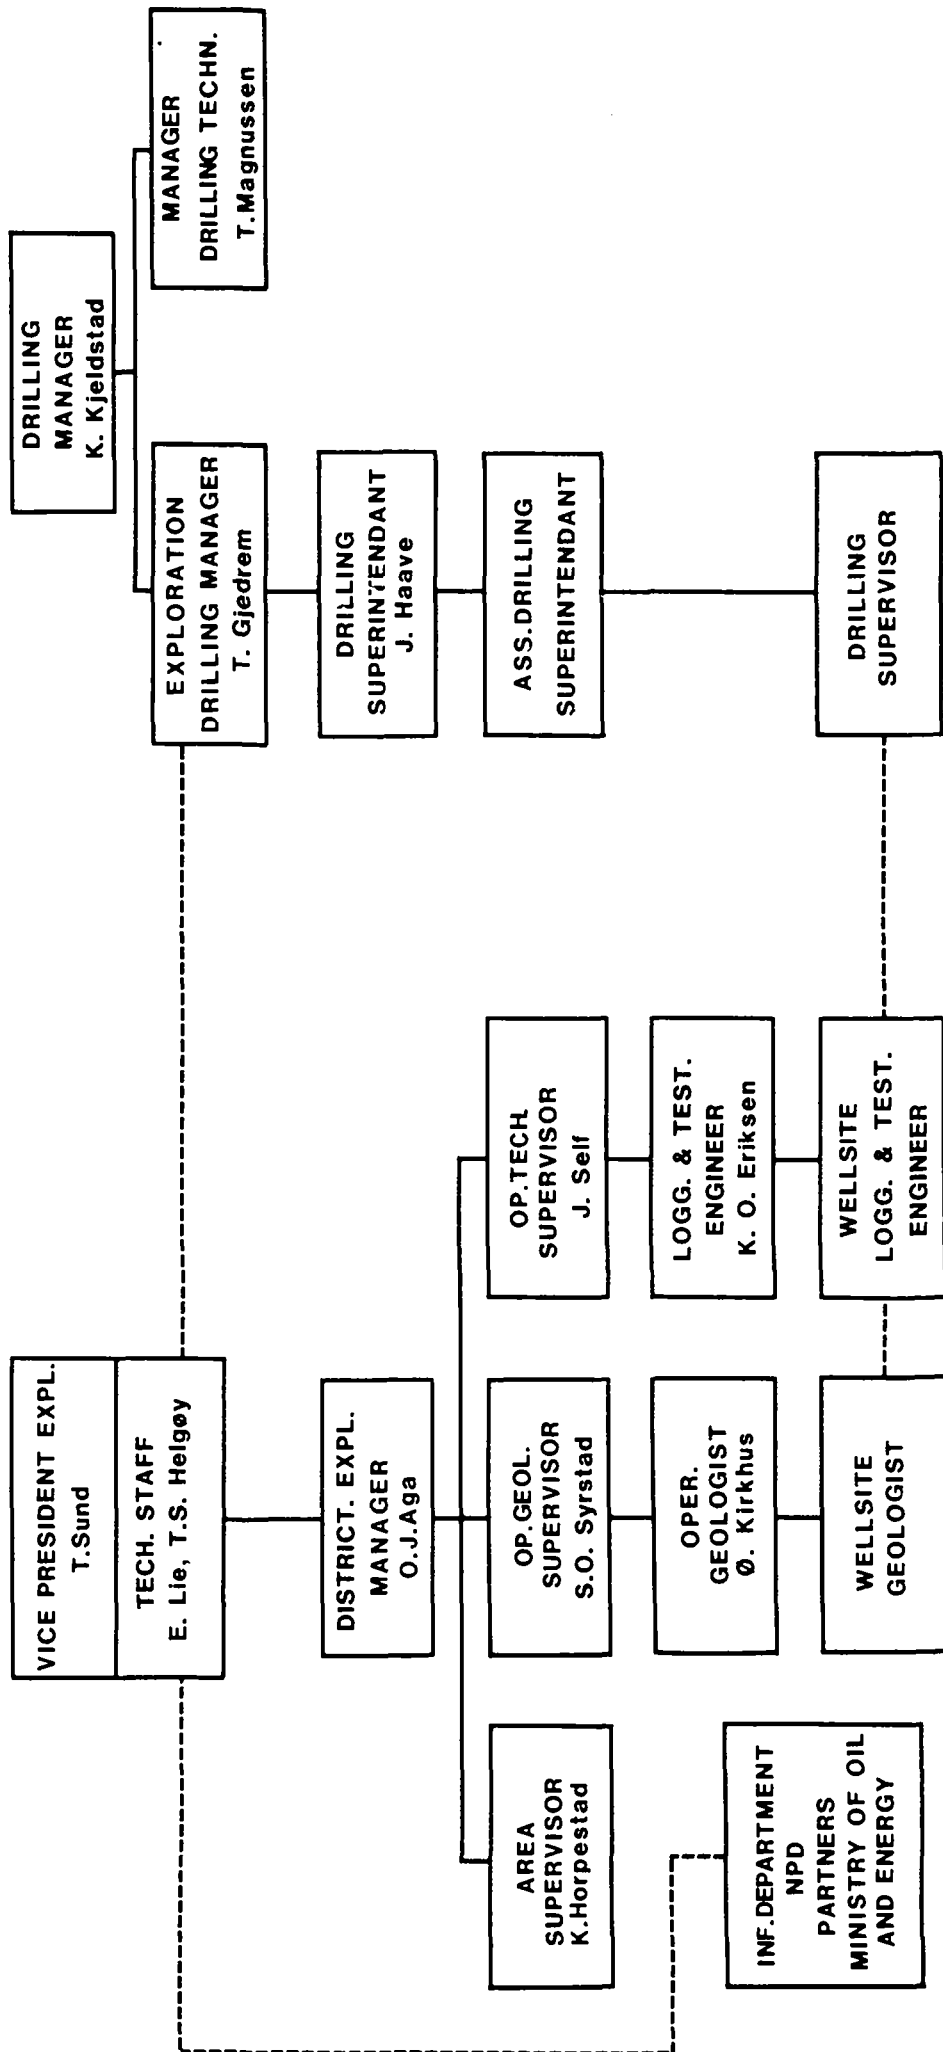 VICE PRESIDENT EXPL.
T.Sund
TECH. STAFF
E. Lie, T.S. Helgøy
DRILLING
MANAGER
K. Kjeldstad
EXPLORATION
DRILLING MANAGER
T. Gjedrem
MANAGER
DRILLING TECHN.
T.Magnussen
DISTRICT. EXPL.
MANAGER
O.J.Aga
DRILLING
SUPERINTENDANT
J. Haave
AREA
SUPERVISOR
K.Horpestad
OP.GEOL.
SUPERVISOR
S.O. Syrstad
OP.TECH.
SUPERVISOR
J. Self
ASS.DRILLING
SUPERINTENDANT
OPER.
GEOLOGIST
Ø. Kirkhus
LOGG. & TEST.
ENGINEER
K. O. Eriksen
INF.DEPARTMENT
NPD
PARTNERS
MINISTRY OF OIL
AND ENERGY
WELLSITE
GEOLOGIST
WELLSITE
LOGG. & TEST.
ENGINEER
DRILLING
SUPERVISOR